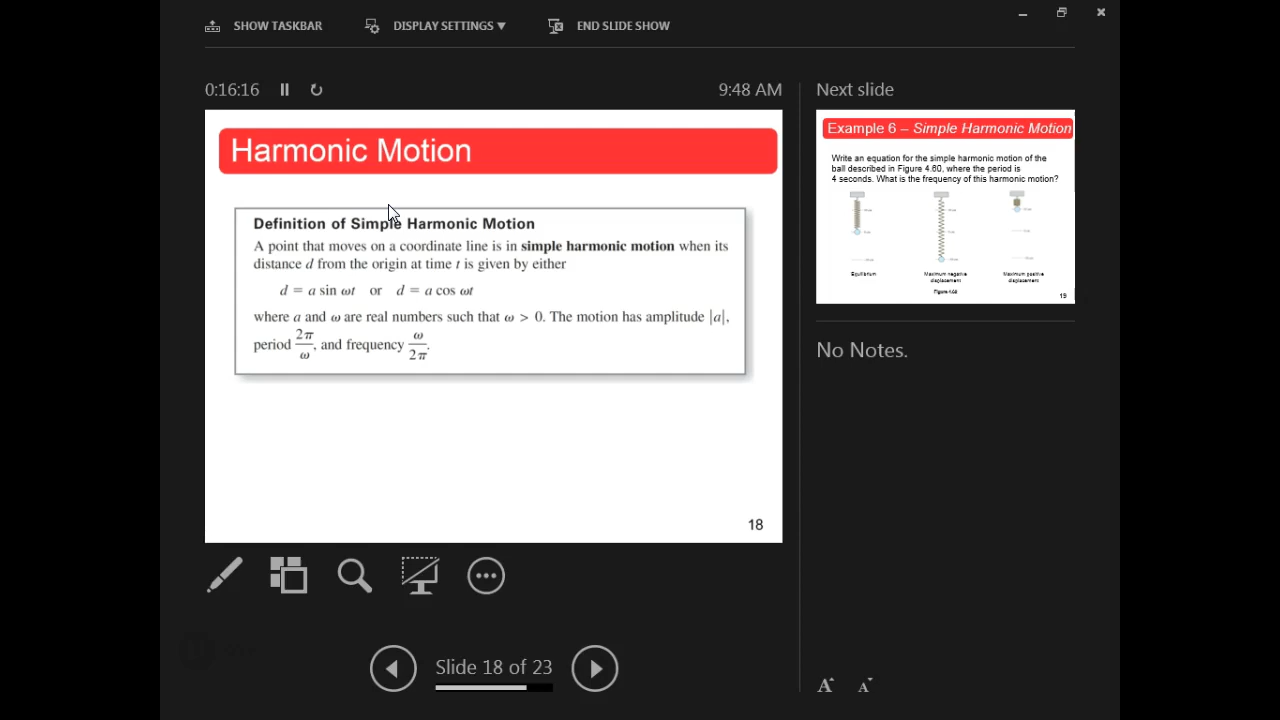 SHOW TASKBAR
DISPLAY SETTINGS ▼
END SLIDE SHOW
0:16:16
9:48 AM
Harmonic Motion
Definition of Simple Harmonic Motion
A point that moves on a coordinate line is in simple harmonic motion when its
distance d from the origin at time t is given by either
d = a sin ωt or d = a cos ωt
where a and ω are real numbers such that ω > 0. The motion has amplitude |a|,
period 2π/ω, and frequency ω/2π.
18
Next slide
Example 6 – Simple Harmonic Motion
Write an equation for the simple harmonic motion of the
ball described in Figure 4.60, where the period is
4 seconds. What is the frequency of this harmonic motion?
Equilibrium
Maximum negative
displacement
Maximum positive
displacement
Figure 4.60
19
No Notes.
Slide 18 of 23
A A